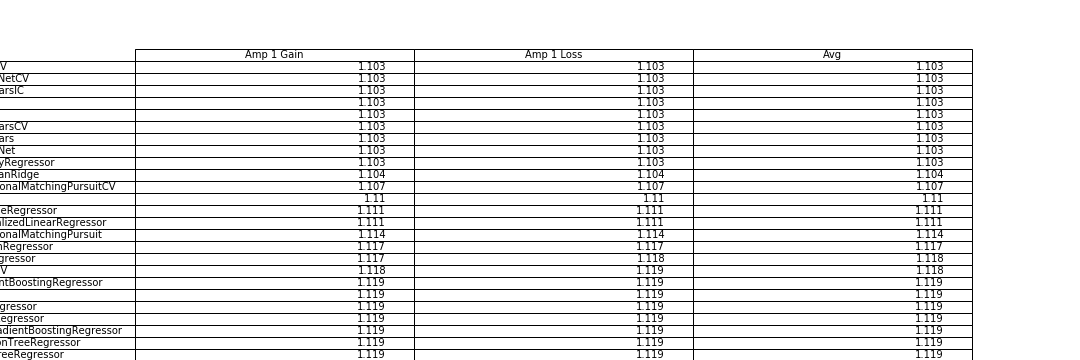 Amp 1 Gain Amp 1 Loss Avg
V 1.103 1.103 1.103
NetCV 1.103 1.103 1.103
arsIC 1.103 1.103 1.103
1.103 1.103 1.103
1.103 1.103 1.103
arsCV 1.103 1.103 1.103
ars 1.103 1.103 1.103
Net 1.103 1.103 1.103
yRegressor 1.103 1.103 1.103
anRidge 1.104 1.104 1.104
onalMatchingPursuitCV 1.107 1.107 1.107
1.11 1.11 1.11
eRegressor 1.111 1.111 1.111
alizedLinearRegressor 1.111 1.111 1.111
onalMatchingPursuit 1.114 1.114 1.114
nRegressor 1.117 1.117 1.117
gressor 1.117 1.118 1.118
V 1.118 1.119 1.118
ntBoostingRegressor 1.119 1.119 1.119
1.119 1.119 1.119
gressor 1.119 1.119 1.119
Regressor 1.119 1.119 1.119
adientBoostingRegressor 1.119 1.119 1.119
onTreeRegressor 1.119 1.119 1.119
reeRegressor 1.119 1.119 1.119